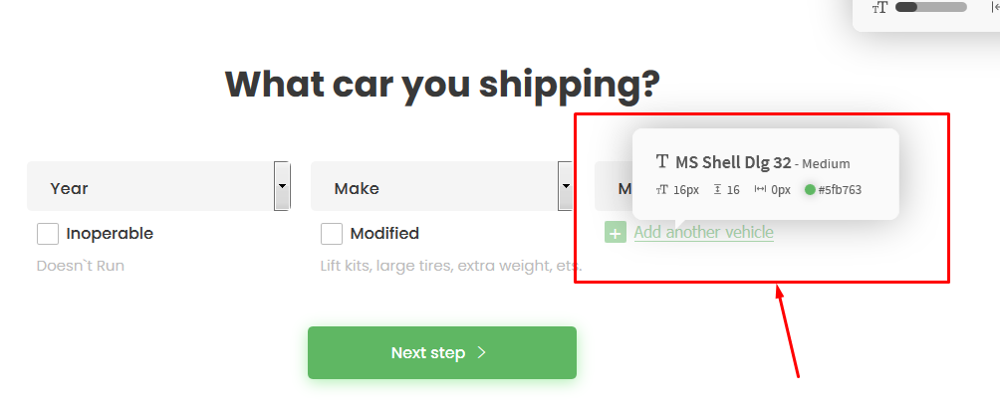 What car you shipping?
T MS Shell Dlg 32 - Medium
16px 16 0px #5fb763
Year
Make
M
Inoperable
Modified
+ Add another vehicle
Doesn`t Run
Lift kits, large tires, extra weight, ets.
Next step >